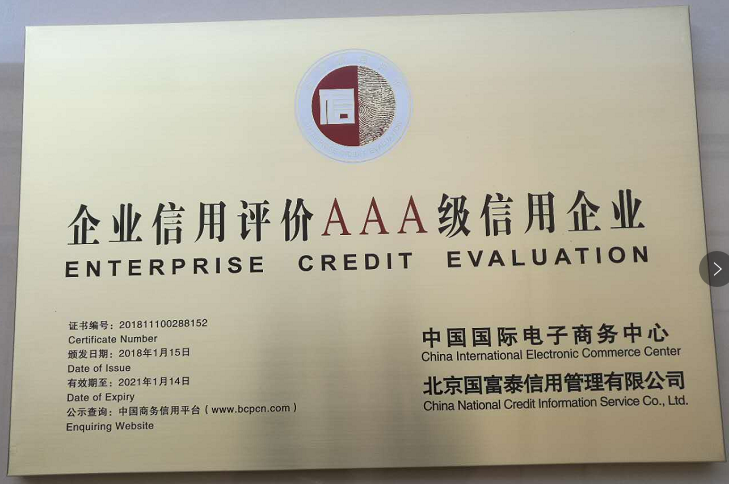 信
企业信用评价AAA级信用企业
ENTERPRISE CREDIT EVALUATION
证书编号：201811100288152
Certificate Number
颁发日期：2018年1月15日
Date of Issue
有效期至：2021年1月14日
Date of Expiry
公示查询：中国商务信用平台（www.bcpcn.com）
Enquiring Website
中国国际电子商务中心
China International Electronic Commerce Center
北京国富泰信用管理有限公司
China National Credit Information Service Co., Ltd.